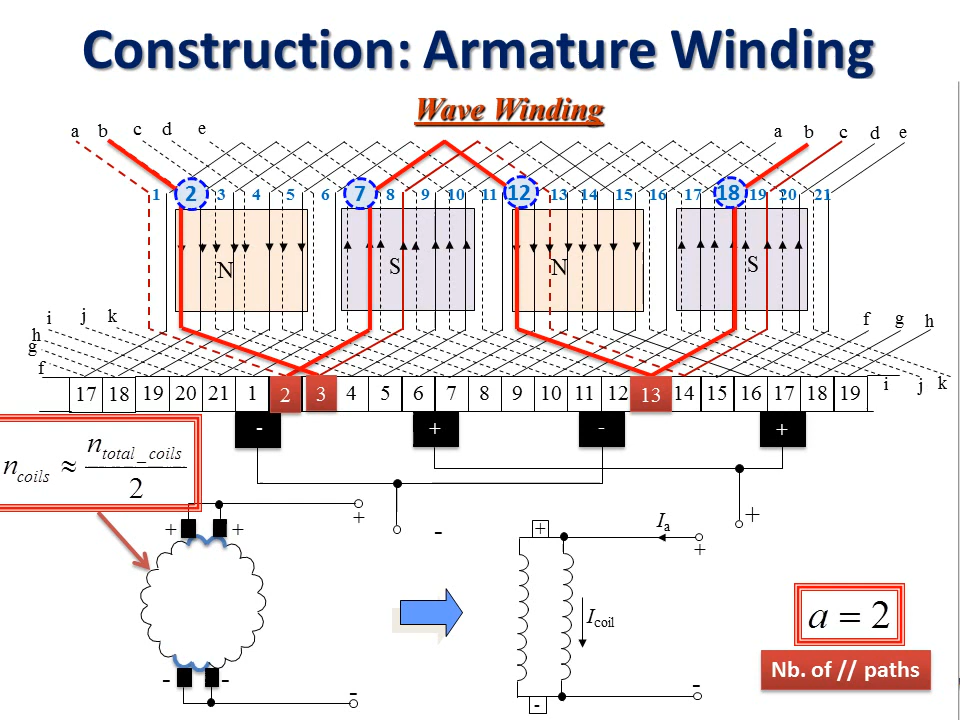 Construction: Armature Winding
Wave Winding
a b c d e a b c d e
1 2 3 4 5 6 7 8 9 10 11 12 13 14 15 16 17 18 19 20 21
N S N S
i j k f g h
h
g
f
17 18 19 20 21 1 2 3 4 5 6 7 8 9 10 11 12 13 14 15 16 17 18 19 i j k
- + - +
n_coils ≈ n_total_coils / 2
+ - +
+ + + I_a +
I_coil
a = 2
Nb. of // paths
- - - - -